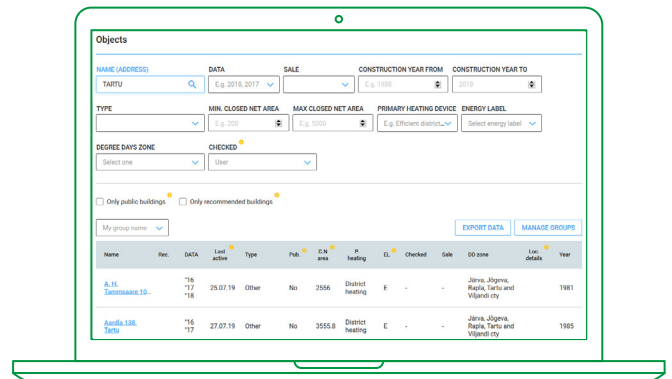 Objects
NAME (ADDRESS) DATA SALE CONSTRUCTION YEAR FROM CONSTRUCTION YEAR TO
TARTU E.g. 2018, 2017 E.g. 1980 2018
TYPE MIN. CLOSED NET AREA MAX CLOSED NET AREA PRIMARY HEATING DEVICE ENERGY LABEL
E.g. 200 E.g. 5000 E.g. Efficient district... Select energy label
DEGREE DAYS ZONE CHECKED
Select one User
Only public buildings Only recommended buildings
My group name EXPORT DATA MANAGE GROUPS
Name Rec. DATA Last active Type Pub. C.N area P heating EL Checked Sale DD zone Loc. details Year
A. H. Tammsaare 10,.. "16 "17 "18 25.07.19 Other No 2556 District heating E - - Järva, Jõgeva, Rapla, Tartu and Viljandi cty 1981
Aardla 138, Tartu "16 "17 27.07.19 Other No 3555.8 District heating E - - Järva, Jõgeva, Rapla, Tartu and Viljandi cty 1985